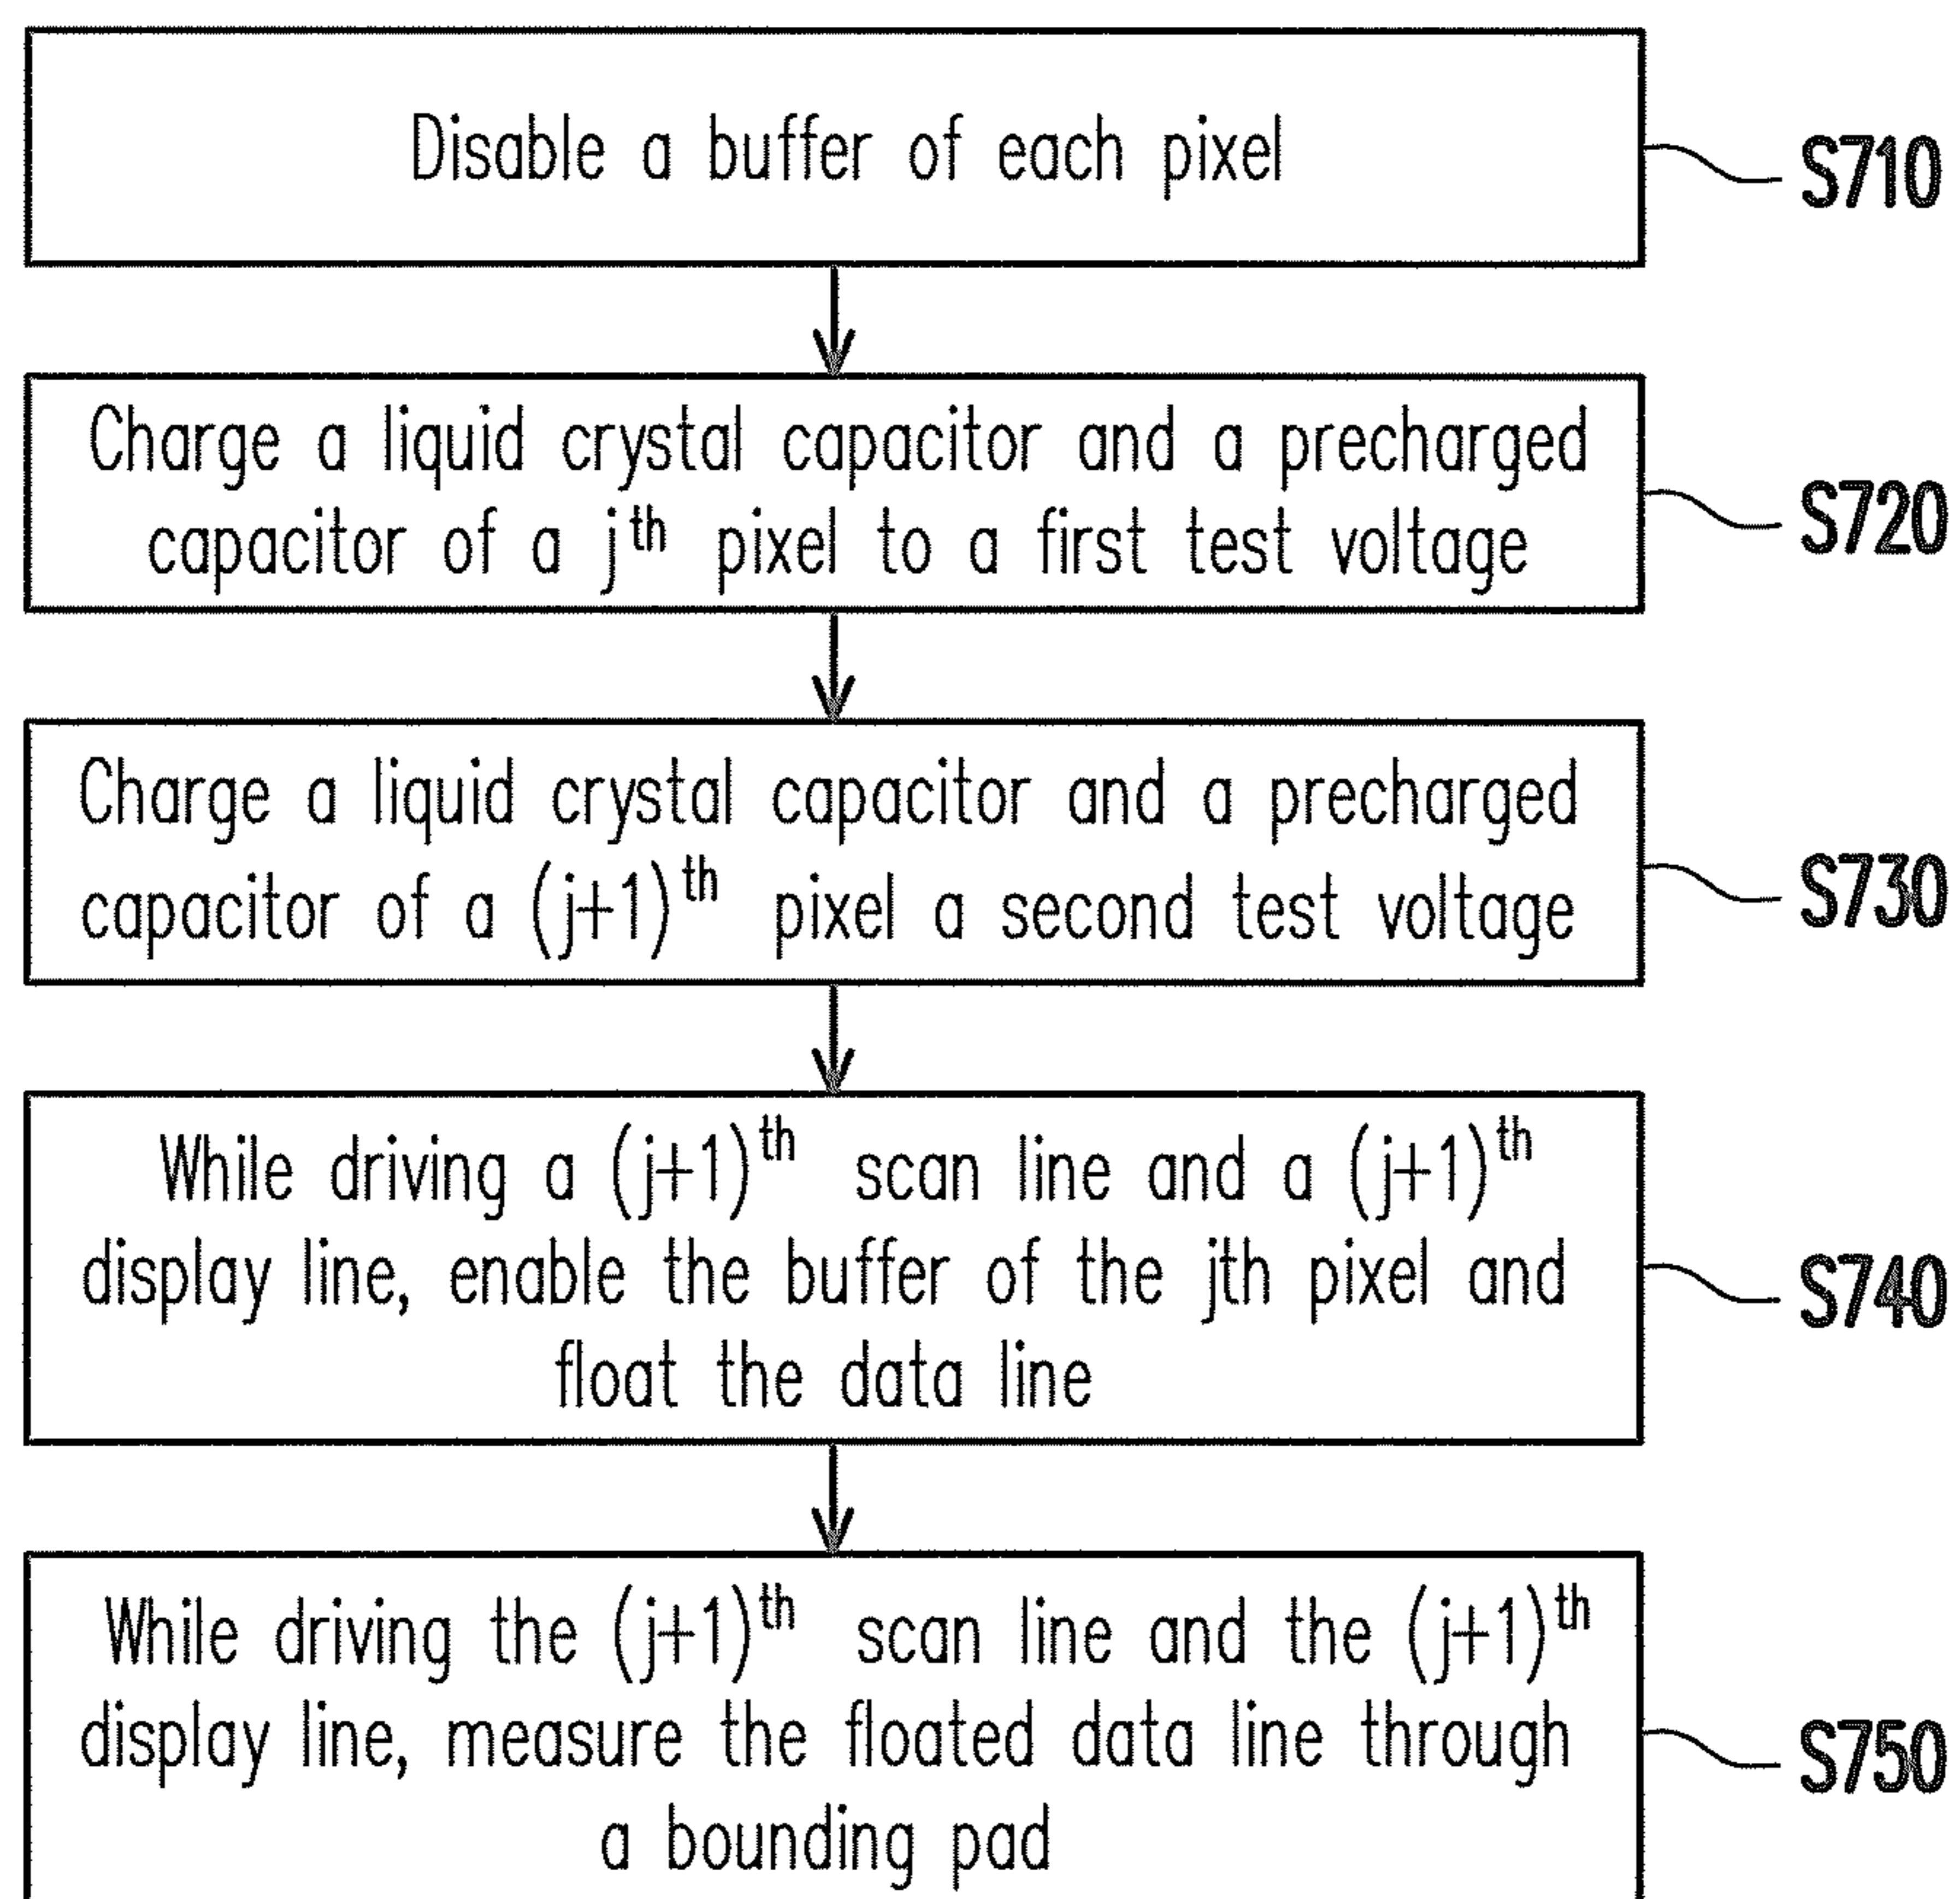 Disable a buffer of each pixel
S710
Charge a liquid crystal capacitor and a precharged
capacitor of a jth pixel to a first test voltage
S720
Charge a liquid crystal capacitor and a precharged
capacitor of a (j+1)th pixel a second test voltage
S730
While driving a (j+1)th scan line and a (j+1)th
display line, enable the buffer of the jth pixel and
float the data line
S740
While driving the (j+1)th scan line and the (j+1)th
display line, measure the floated data line through
a bounding pad
S750